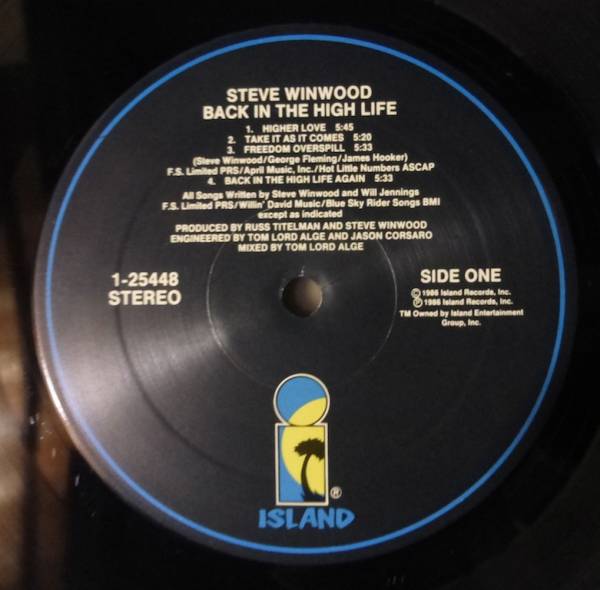 STEVE WINWOOD
BACK IN THE HIGH LIFE
1. HIGHER LOVE 5:45
2. TAKE IT AS IT COMES 5:20
3. FREEDOM OVERSPILL 5:33
(Steve Winwood/George Fleming/James Hooker)
F.S. Limited PRS/April Music, Inc./Hot Little Numbers ASCAP
4. BACK IN THE HIGH LIFE AGAIN 5:33
All Songs Written by Steve Winwood and Will Jennings
F.S. Limited PRS/Willin' David Music/Blue Sky Rider Songs BMI
except as indicated
PRODUCED BY RUSS TITELMAN AND STEVE WINWOOD
ENGINEERED BY TOM LORD ALGE AND JASON CORSARO
MIXED BY TOM LORD ALGE
1-25448
STEREO
SIDE ONE
© 1986 Island Records, Inc.
℗ 1986 Island Records, Inc.
TM Owned by Island Entertainment
Group, Inc.
i ®
ISLAND